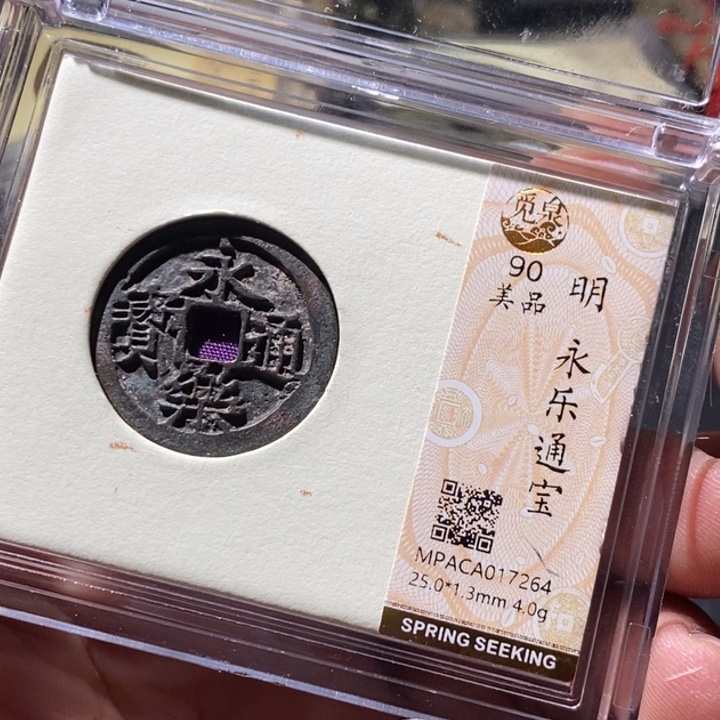 永樂通寶
觅泉
90
美品
明
永乐通宝
MPACA017264
25.0*1.3mm 4.0g
SPRING SEEKING